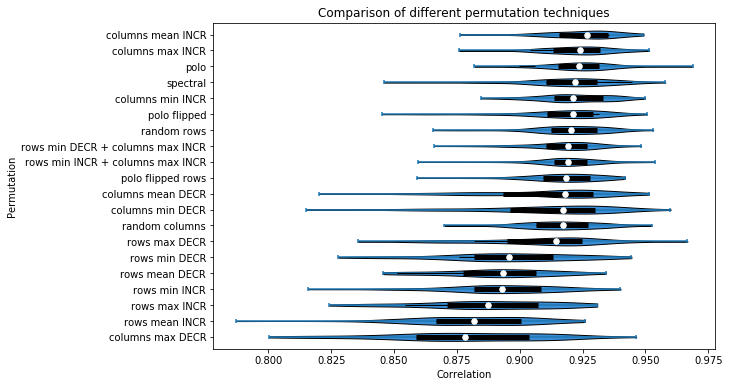 Comparison of different permutation techniques
Permutation
columns mean INCR
columns max INCR
polo
spectral
columns min INCR
polo flipped
random rows
rows min DECR + columns max INCR
rows min INCR + columns max INCR
polo flipped rows
columns mean DECR
columns min DECR
random columns
rows max DECR
rows min DECR
rows mean DECR
rows min INCR
rows max INCR
rows mean INCR
columns max DECR
0.800 0.825 0.850 0.875 0.900 0.925 0.950 0.975
Correlation